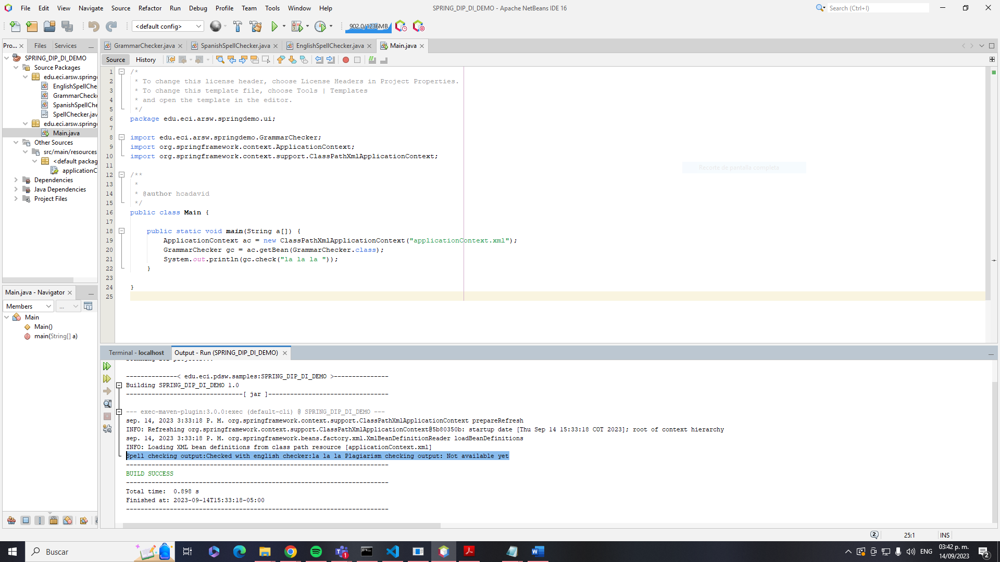 File Edit View Navigate Source Refactor Run Debug Profile Team Tools Window Help
SPRING_DIP_DI_DEMO - Apache NetBeans IDE 16
Search (Ctrl+I)
<default config>
902.0/1236MB
Pro... Files Services
GrammarChecker.java SpanishSpellChecker.java EnglishSpellChecker.java Main.java
Source History
SPRING_DIP_DI_DEMO
Source Packages
edu.eci.arsw.springd
EnglishSpellChe
GrammarChecke
SpanishSpellChe
SpellChecker.jav
edu.eci.arsw.springd
Main.java
Other Sources
src/main/resources
<default packag
applicationC
Dependencies
Java Dependencies
Project Files
1 /*
2 * To change this license header, choose License Headers in Project Properties.
3 * To change this template file, choose Tools | Templates
4 * and open the template in the editor.
5 */
6 package edu.eci.arsw.springdemo.ui;
7
8 import edu.eci.arsw.springdemo.GrammarChecker;
9 import org.springframework.context.ApplicationContext;
10 import org.springframework.context.support.ClassPathXmlApplicationContext;
11
12 /**
13 *
14 * @author hcadavid
15 */
16 public class Main {
17
18 public static void main(String a[]) {
19 ApplicationContext ac = new ClassPathXmlApplicationContext("applicationContext.xml");
20 GrammarChecker gc = ac.getBean(GrammarChecker.class);
21 System.out.println(gc.check("la la la "));
22 }
23
24 }
25
Recorte de pantalla completa
Main.java - Navigator
Members ...
Main
Main()
main(String[] a)
Terminal - localhost Output - Run (SPRING_DIP_DI_DEMO)
--------------< edu.eci.pdsw.samples:SPRING_DIP_DI_DEMO >---------------
Building SPRING_DIP_DI_DEMO 1.0
--------------------------------[ jar ]---------------------------------
--- exec-maven-plugin:3.0.0:exec (default-cli) @ SPRING_DIP_DI_DEMO ---
sep. 14, 2023 3:33:18 P. M. org.springframework.context.support.ClassPathXmlApplicationContext prepareRefresh
INFO: Refreshing org.springframework.context.support.ClassPathXmlApplicationContext@5b80350b: startup date [Thu Sep 14 15:33:18 COT 2023]; root of context hierarchy
sep. 14, 2023 3:33:18 P. M. org.springframework.beans.factory.xml.XmlBeanDefinitionReader loadBeanDefinitions
INFO: Loading XML bean definitions from class path resource [applicationContext.xml]
Spell checking output:Checked with english checker:la la la Plagiarism checking output: Not available yet
------------------------------------------------------------------------
BUILD SUCCESS
------------------------------------------------------------------------
Total time:  0.898 s
Finished at: 2023-09-14T15:33:18-05:00
------------------------------------------------------------------------
2 25:1 INS
Buscar
1
ENG
03:42 p. m.
14/09/2023
2